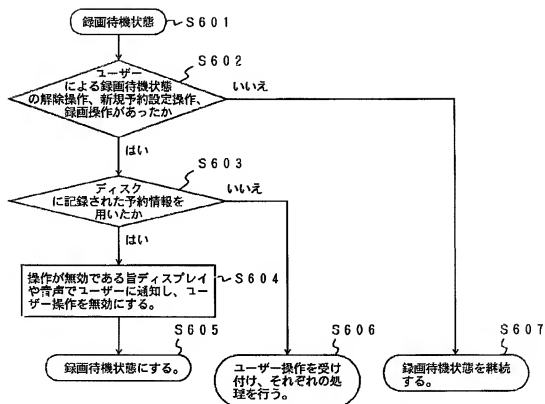 録画待機状態
S601
ユーザー
による録画待機状態
の解除操作、新規予約設定操作、
録画操作があったか
S602
いいえ
はい
ディスク
に記録された予約情報を
用いたか
S603
いいえ
はい
操作が無効である旨ディスプレイ
や音声でユーザーに通知し、ユー
ザー操作を無効にする。
S604
S605
録画待機状態にする。
S606
ユーザー操作を受け
付け、それぞれの処
理を行う。
S607
録画待機状態を継続
する。